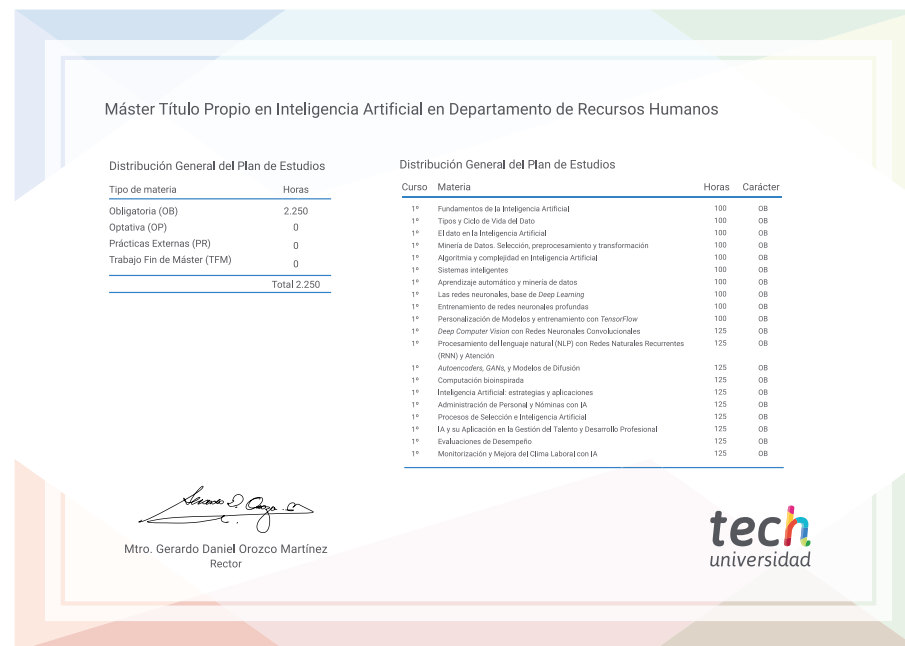 Máster Título Propio en Inteligencia Artificial en Departamento de Recursos Humanos
Distribución General del Plan de Estudios
Tipo de materia Horas
Obligatoria (OB) 2.250
Optativa (OP) 0
Prácticas Externas (PR) 0
Trabajo Fin de Máster (TFM) 0
Total 2.250
Distribución General del Plan de Estudios
Curso Materia Horas Carácter
1º Fundamentos de la Inteligencia Artificial 100 OB
1º Tipos y Ciclo de Vida del Dato 100 OB
1º El dato en la Inteligencia Artificial 100 OB
1º Minería de Datos. Selección, preprocesamiento y transformación 100 OB
1º Algoritmia y complejidad en Inteligencia Artificial 100 OB
1º Sistemas inteligentes 100 OB
1º Aprendizaje automático y minería de datos 100 OB
1º Las redes neuronales, base de Deep Learning 100 OB
1º Entrenamiento de redes neuronales profundas 100 OB
1º Personalización de Modelos y entrenamiento con TensorFlow 100 OB
1º Deep Computer Vision con Redes Neuronales Convolucionales 125 OB
1º Procesamiento del lenguaje natural (NLP) con Redes Naturales Recurrentes 125 OB
(RNN) y Atención
1º Autoencoders, GANs, y Modelos de Difusión 125 OB
1º Computación bioinspirada 125 OB
1º Inteligencia Artificial: estrategias y aplicaciones 125 OB
1º Administración de Personal y Nóminas con IA 125 OB
1º Procesos de Selección e Inteligencia Artificial 125 OB
1º IA y su Aplicación en la Gestión del Talento y Desarrollo Profesional 125 OB
1º Evaluaciones de Desempeño 125 OB
1º Monitorización y Mejora del Clima Laboral con IA 125 OB
Mtro. Gerardo Daniel Orozco Martínez
Rector
tech
universidad